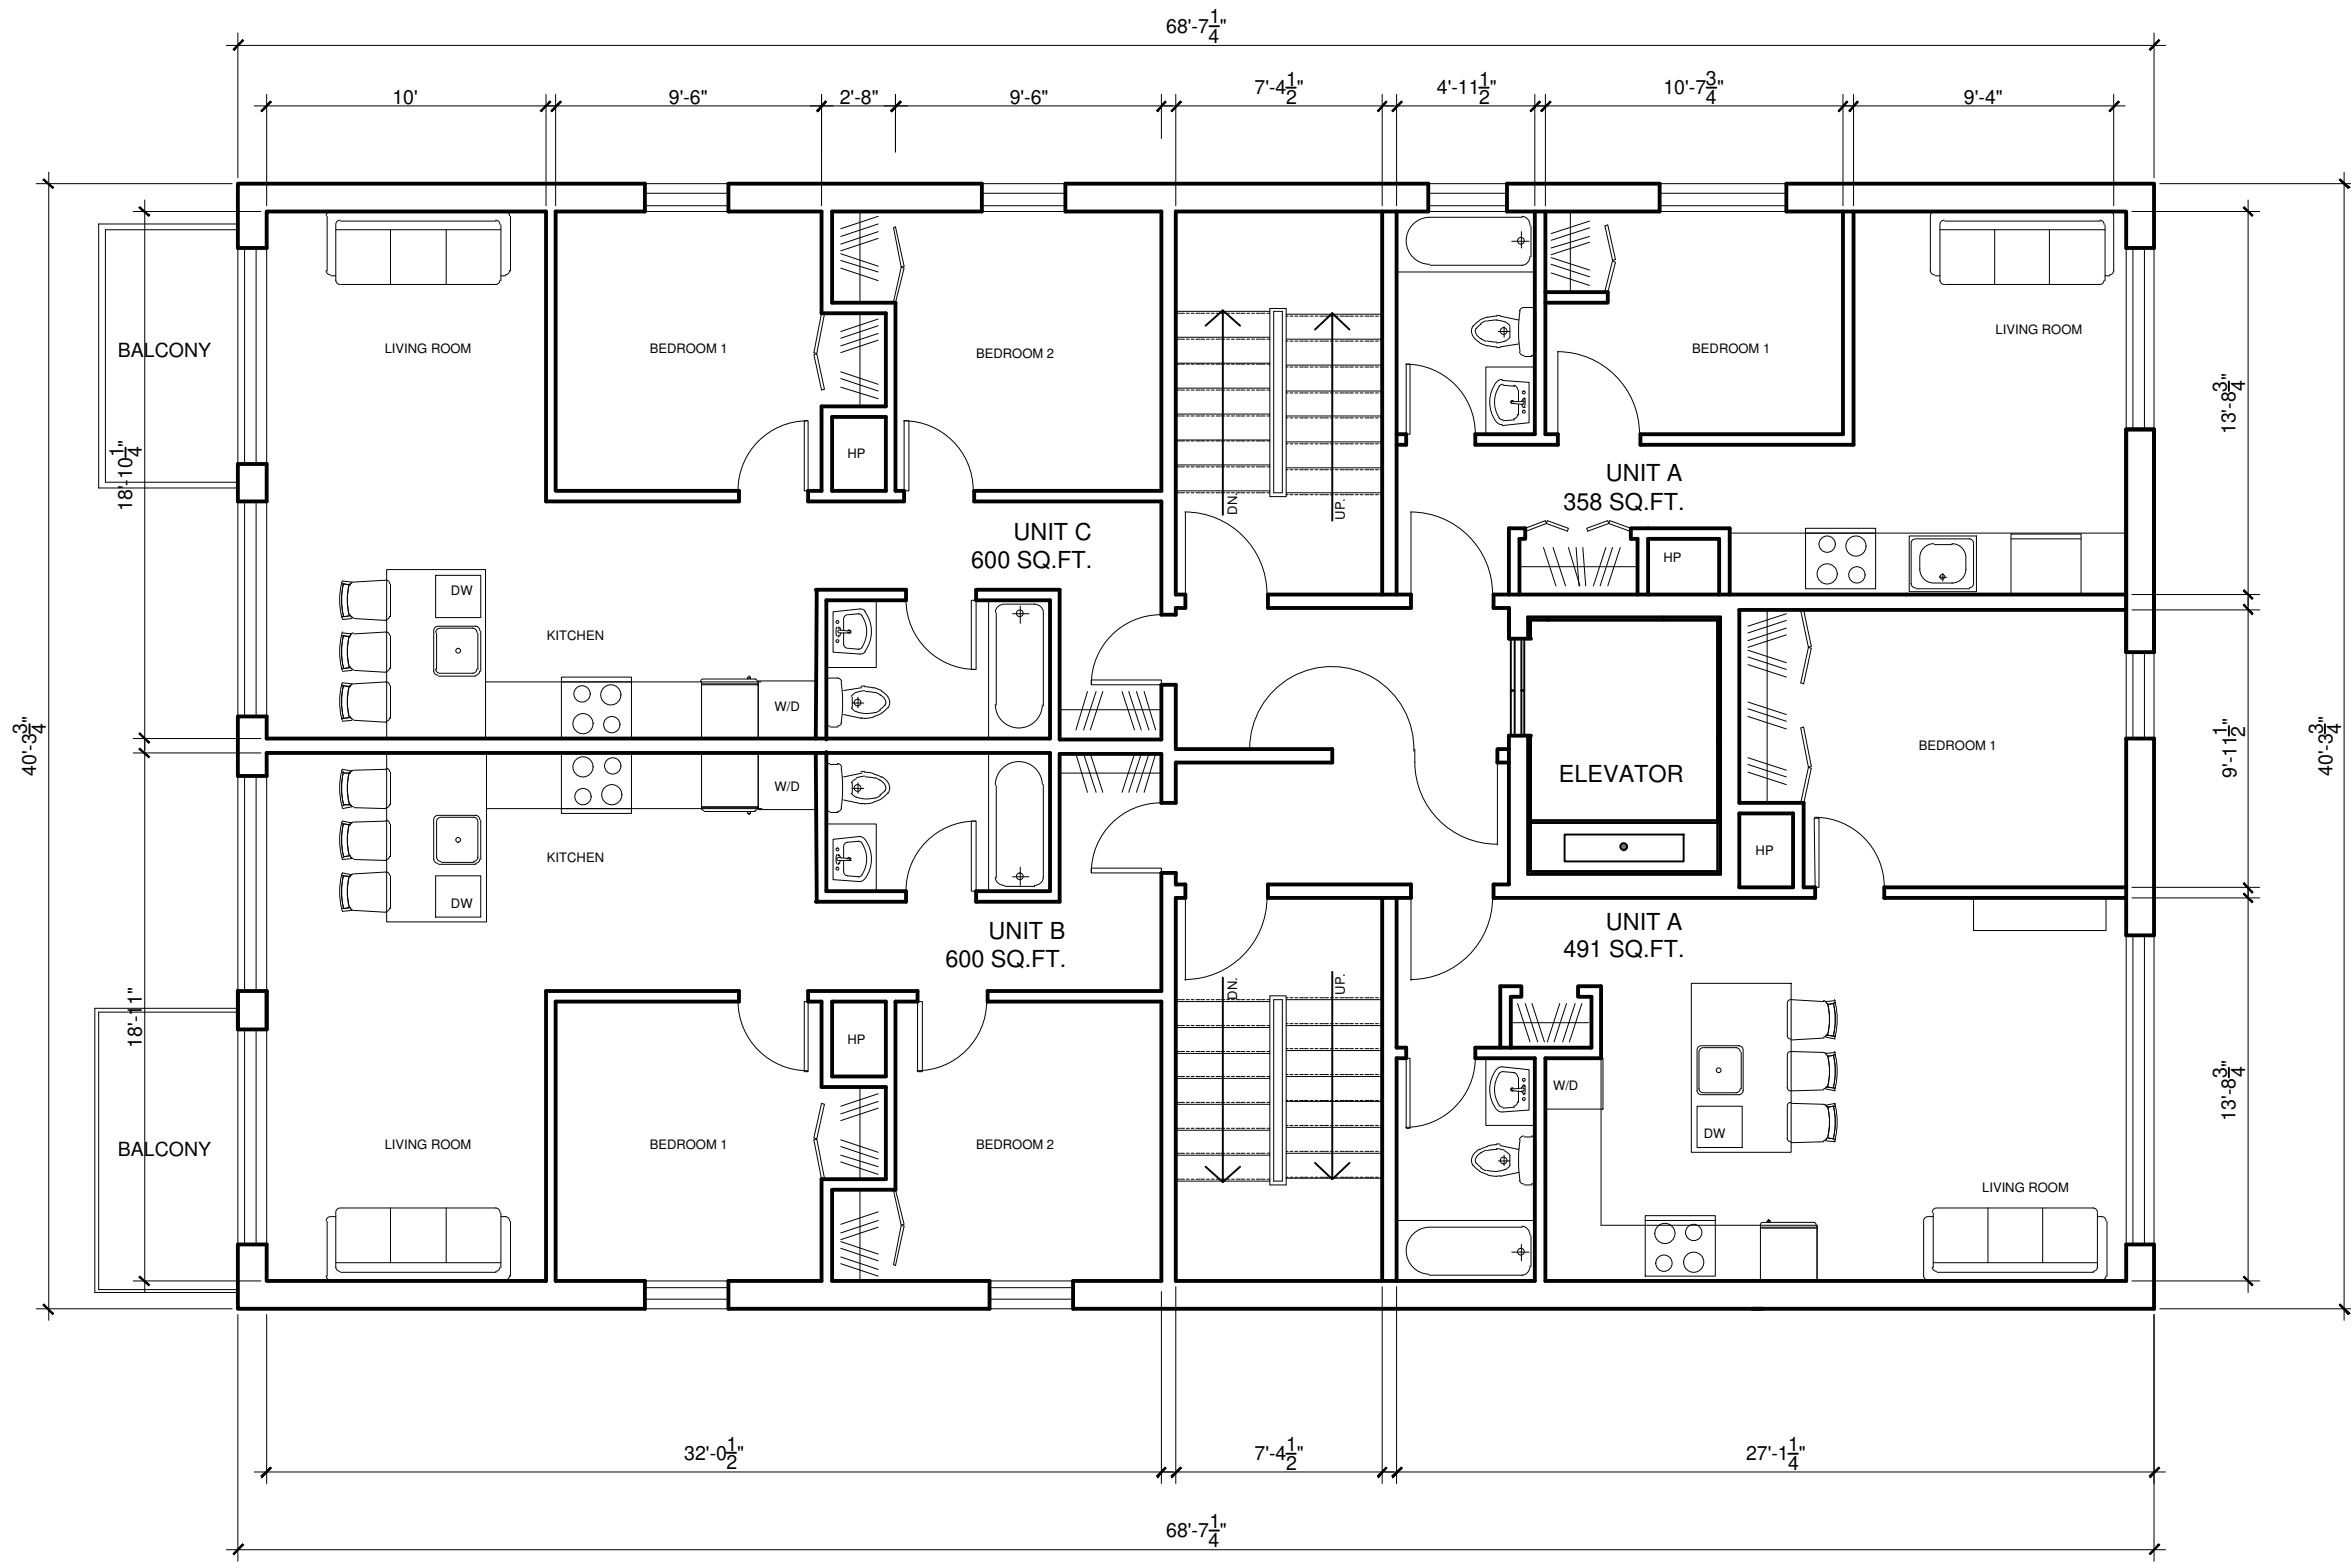 68'-7 1/4"
10'
9'-6"
2'-8"
9'-6"
7'-4 1/2"
4'-11 1/2"
10'-7 3/4"
9'-4"
BALCONY
LIVING ROOM
BEDROOM 1
BEDROOM 2
BEDROOM 1
LIVING ROOM
13'-8 3/4"
18'-10 1/4"
HP
DN.
UP.
UNIT A
358 SQ.FT.
UNIT C
600 SQ.FT.
HP
DW
KITCHEN
W/D
40'-3 3/4"
9'-11 1/2"
40'-3 3/4"
BEDROOM 1
ELEVATOR
W/D
KITCHEN
HP
DW
UNIT B
600 SQ.FT.
UNIT A
491 SQ.FT.
DN.
UP.
18'-11"
HP
W/D
13'-8 3/4"
DW
BALCONY
LIVING ROOM
BEDROOM 1
BEDROOM 2
LIVING ROOM
32'-0 1/2"
7'-4 1/2"
27'-1 1/4"
68'-7 1/4"